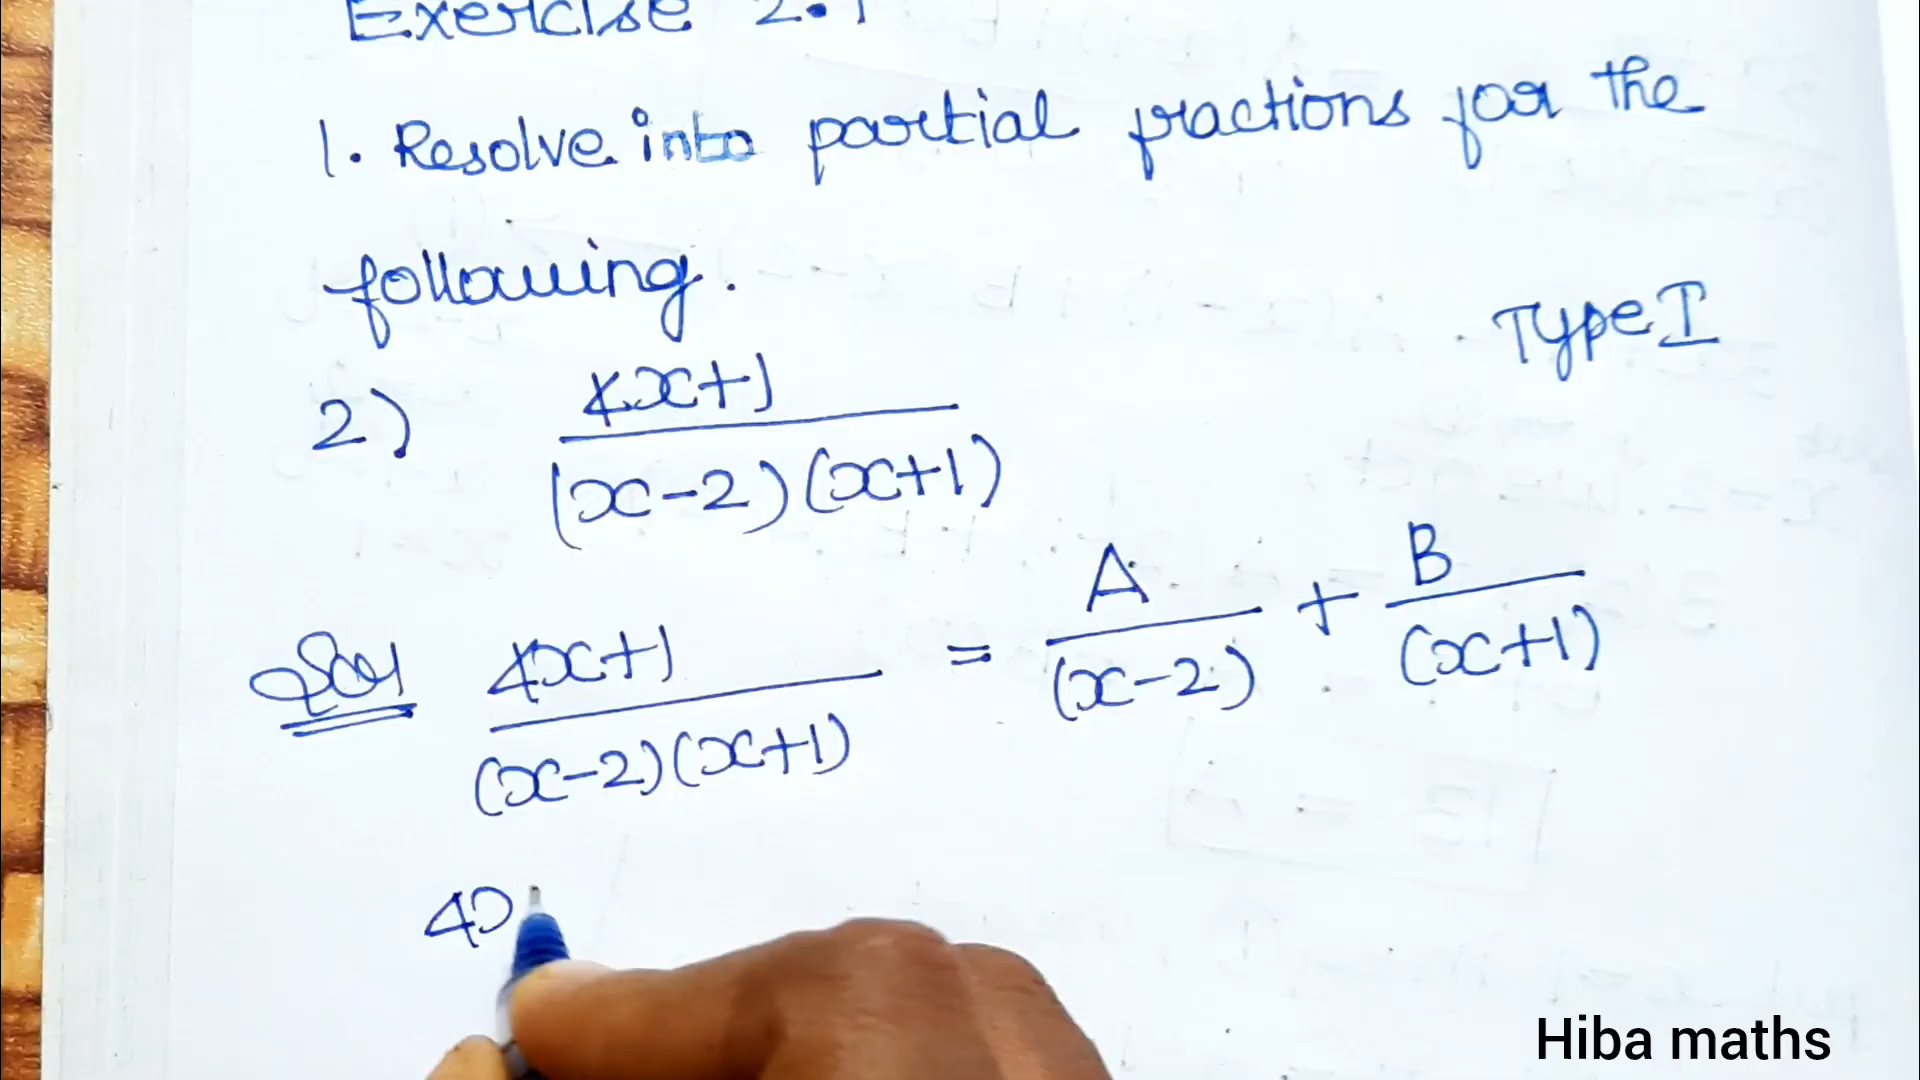 Exercise 2.1
1. Resolve into partial fractions for the
following.
Type I
2) 4x+1
(x-2)(x+1)
Sol 4x+1 / (x-2)(x+1) = A / (x-2) + B / (x+1)
4x
Hiba maths